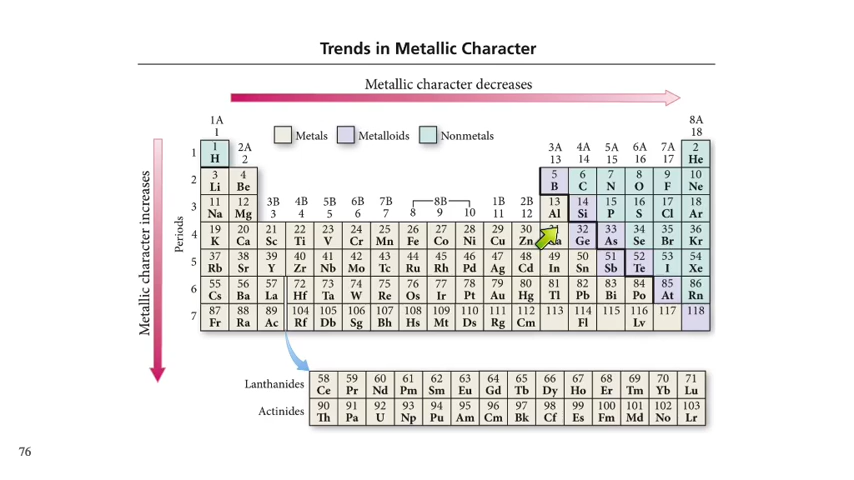 Trends in Metallic Character
Metallic character decreases
1A
1
8A
18
Metals
Metalloids
Nonmetals
2A
2
3A 4A 5A 6A 7A
13 14 15 16 17
1 H
2 He
1
2
3 Li
4 Be
5 B
6 C
7 N
8 O
9 F
10 Ne
3B 4B 5B 6B 7B 8B 1B 2B
3 4 5 6 7 8 9 10 11 12
3
11 Na
12 Mg
13 Al
14 Si
15 P
16 S
17 Cl
18 Ar
4
19 K
20 Ca
21 Sc
22 Ti
23 V
24 Cr
25 Mn
26 Fe
27 Co
28 Ni
29 Cu
30 Zn
32 Ge
33 As
34 Se
35 Br
36 Kr
5
37 Rb
38 Sr
39 Y
40 Zr
41 Nb
42 Mo
43 Tc
44 Ru
45 Rh
46 Pd
47 Ag
48 Cd
49 In
50 Sn
51 Sb
52 Te
53 I
54 Xe
6
55 Cs
56 Ba
57 La
72 Hf
73 Ta
74 W
75 Re
76 Os
77 Ir
78 Pt
79 Au
80 Hg
81 Tl
82 Pb
83 Bi
84 Po
85 At
86 Rn
7
87 Fr
88 Ra
89 Ac
104 Rf
105 Db
106 Sg
107 Bh
108 Hs
109 Mt
110 Ds
111 Rg
112 Cm
113
114 Fl
115
116 Lv
117
118
Periods
Metallic character increases
Lanthanides
58 Ce
59 Pr
60 Nd
61 Pm
62 Sm
63 Eu
64 Gd
65 Tb
66 Dy
67 Ho
68 Er
69 Tm
70 Yb
71 Lu
Actinides
90 Th
91 Pa
92 U
93 Np
94 Pu
95 Am
96 Cm
97 Bk
98 Cf
99 Es
100 Fm
101 Md
102 No
103 Lr
76